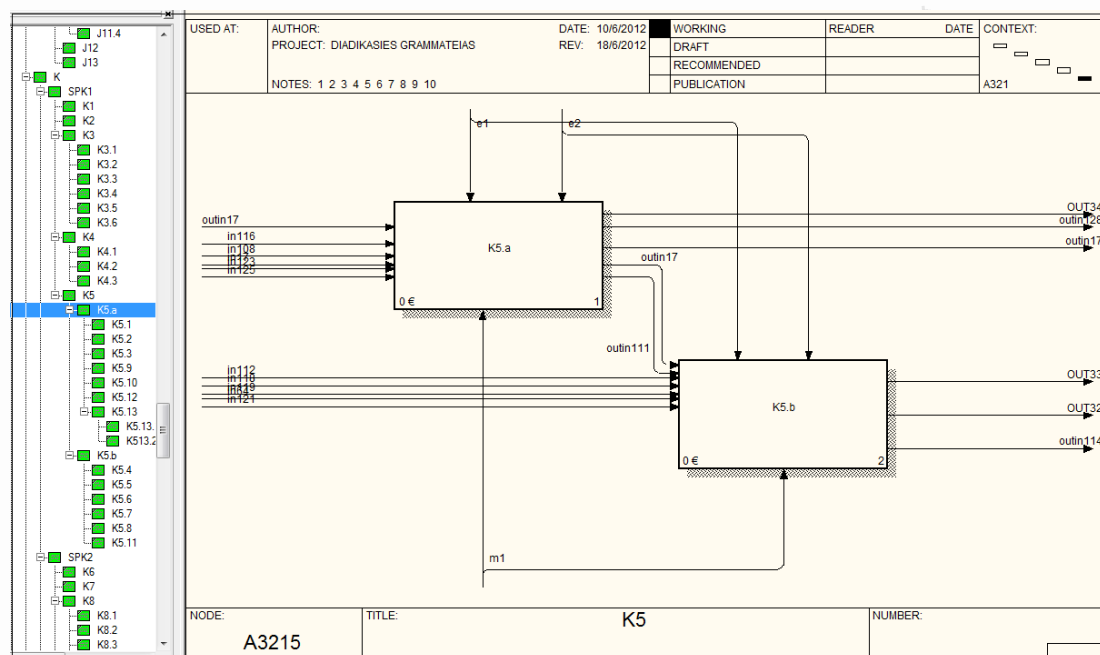 J11.4
J12
J13
K
SPK1
K1
K2
K3
K3.1
K3.2
K3.3
K3.4
K3.5
K3.6
K4
K4.1
K4.2
K4.3
K5
K5.a
K5.1
K5.2
K5.3
K5.9
K5.10
K5.12
K5.13
K5.13.
K513.2
K5.b
K5.4
K5.5
K5.6
K5.7
K5.8
K5.11
SPK2
K6
K7
K8
K8.1
K8.2
K8.3
USED AT:
AUTHOR:
DATE: 10/6/2012
PROJECT: DIADIKASIES GRAMMATEIAS
REV: 18/6/2012
NOTES: 1 2 3 4 5 6 7 8 9 10
WORKING
DRAFT
RECOMMENDED
PUBLICATION
READER
DATE
CONTEXT:
A321
e1
e2
outin17
in116
in108
in123
in125
K5.a
0 €
1
OUT34
outin128
outin17
outin17
outin111
in112
in121
K5.b
0 €
2
OUT33
OUT32
outin114
m1
NODE:
A3215
TITLE:
K5
NUMBER: